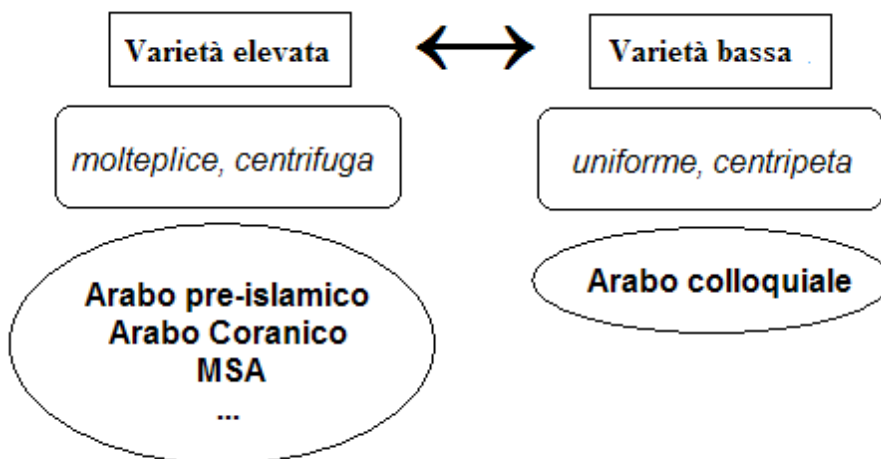 Varietà elevata
Varietà bassa
molteplice, centrifuga
uniforme, centripeta
Arabo pre-islamico
Arabo Coranico
MSA
...
Arabo colloquiale